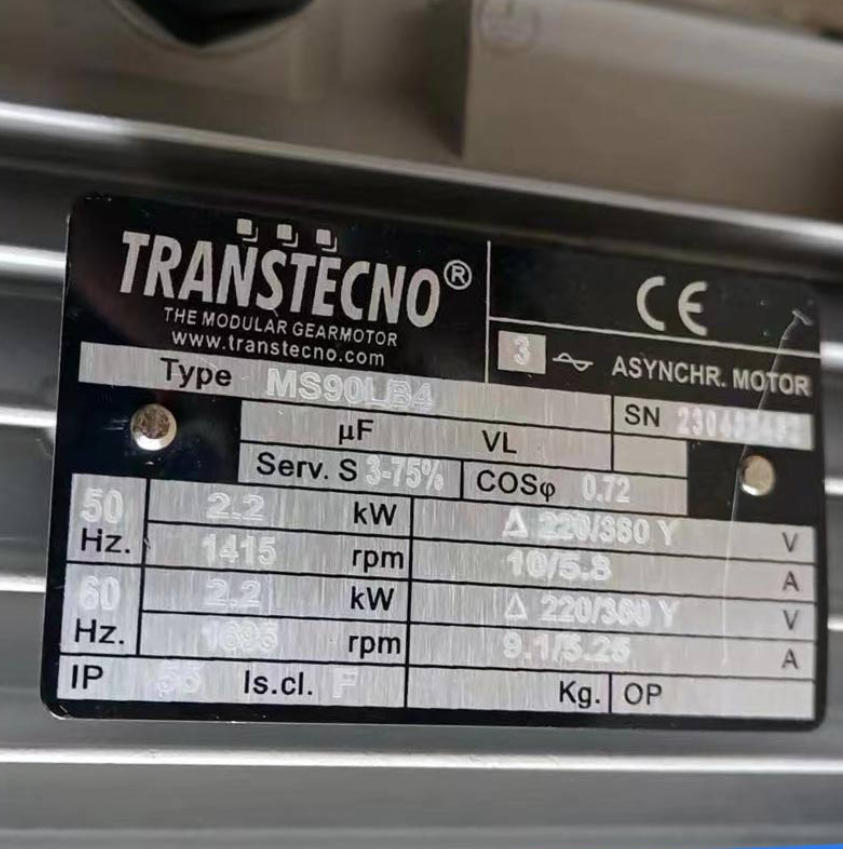 TRANSTECNO®
THE MODULAR GEARMOTOR
www.transtecno.com
CE
3 ASYNCHR. MOTOR
Type MS90LB4
SN
µF VL
Serv. S 3-75% COSφ 0.72
50 Hz. 2.2 kW Δ 220/380 Y V
1415 rpm 10/5.8 A
60 Hz. 2.2 kW Δ 220/380 Y V
rpm 9.1/5.25 A
IP 55 Is.cl. F Kg. OP